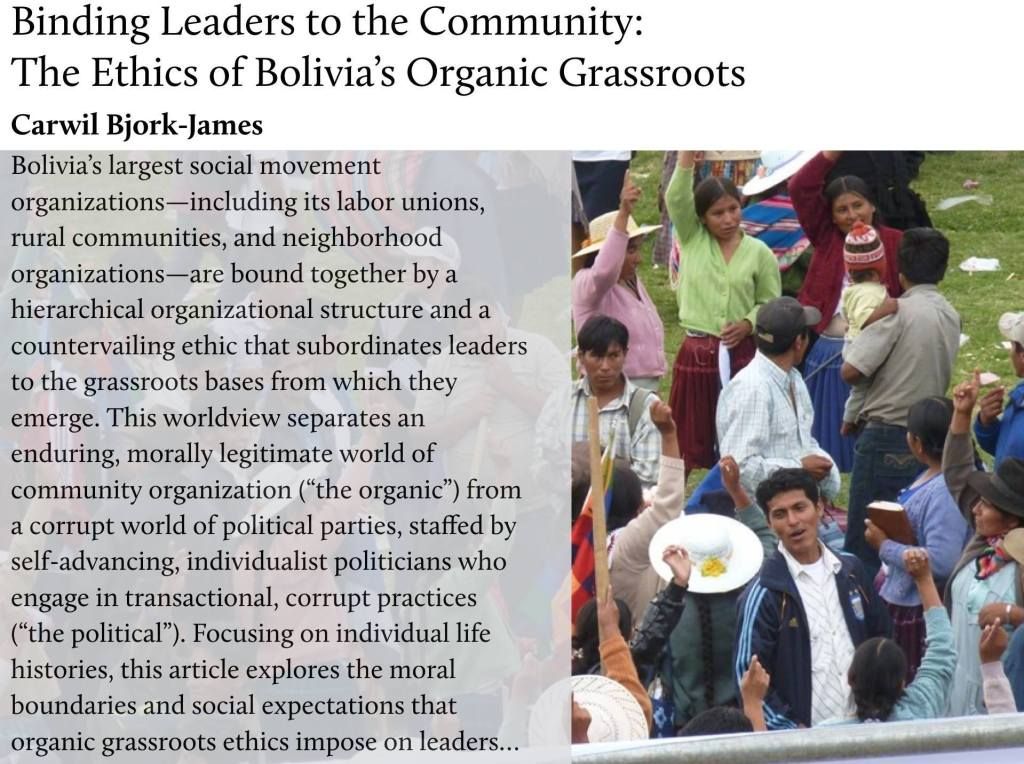 Binding Leaders to the Community:
The Ethics of Bolivia’s Organic Grassroots
Carwil Bjork-James
Bolivia’s largest social movement
organizations—including its labor unions,
rural communities, and neighborhood
organizations—are bound together by a
hierarchical organizational structure and a
countervailing ethic that subordinates leaders
to the grassroots bases from which they
emerge. This worldview separates an
enduring, morally legitimate world of
community organization (“the organic”) from
a corrupt world of political parties, staffed by
self-advancing, individualist politicians who
engage in transactional, corrupt practices
(“the political”). Focusing on individual life
histories, this article explores the moral
boundaries and social expectations that
organic grassroots ethics impose on leaders…